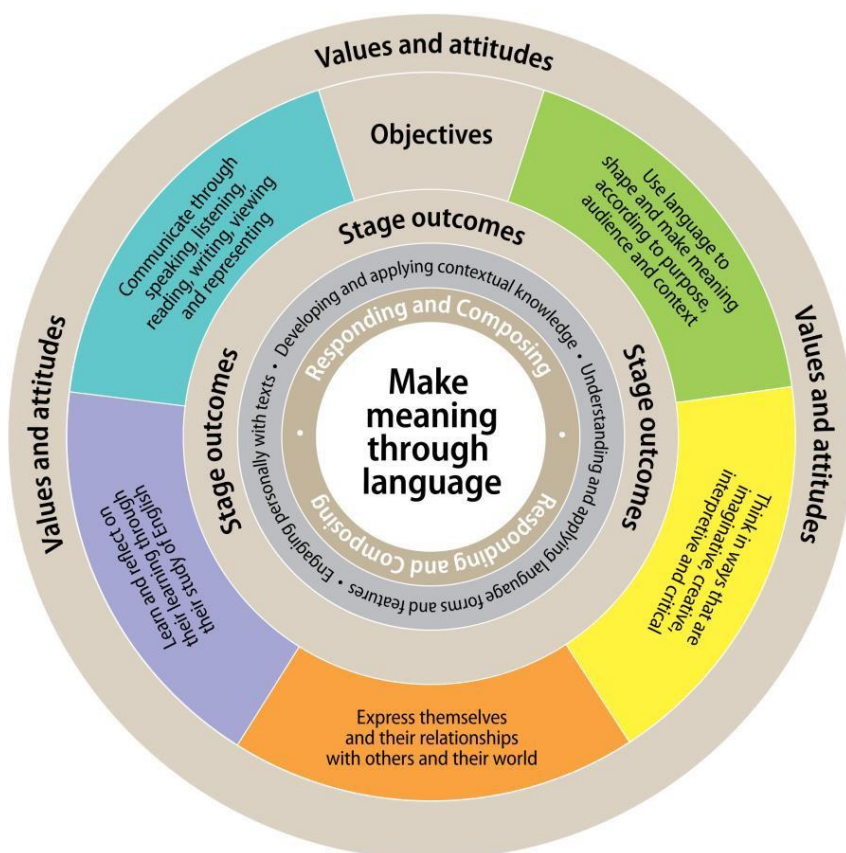 Values and attitudes
Objectives
Communicate through
speaking, listening,
reading, writing, viewing
and representing
Use language to
shape and make meaning
according to purpose,
audience and context
Stage outcomes
Developing and applying contextual knowledge • Understanding and applying language forms and features • Engaging personally with texts •
Responding and Composing
•
Make
meaning
through
language
•
Responding and Composing
Values and attitudes
Stage outcomes
Stage outcomes
Values and attitudes
Learn and reflect on
their learning through
their study of English
Think in ways that are
imaginative, creative,
interpretive and critical
Express themselves
and their relationships
with others and their world